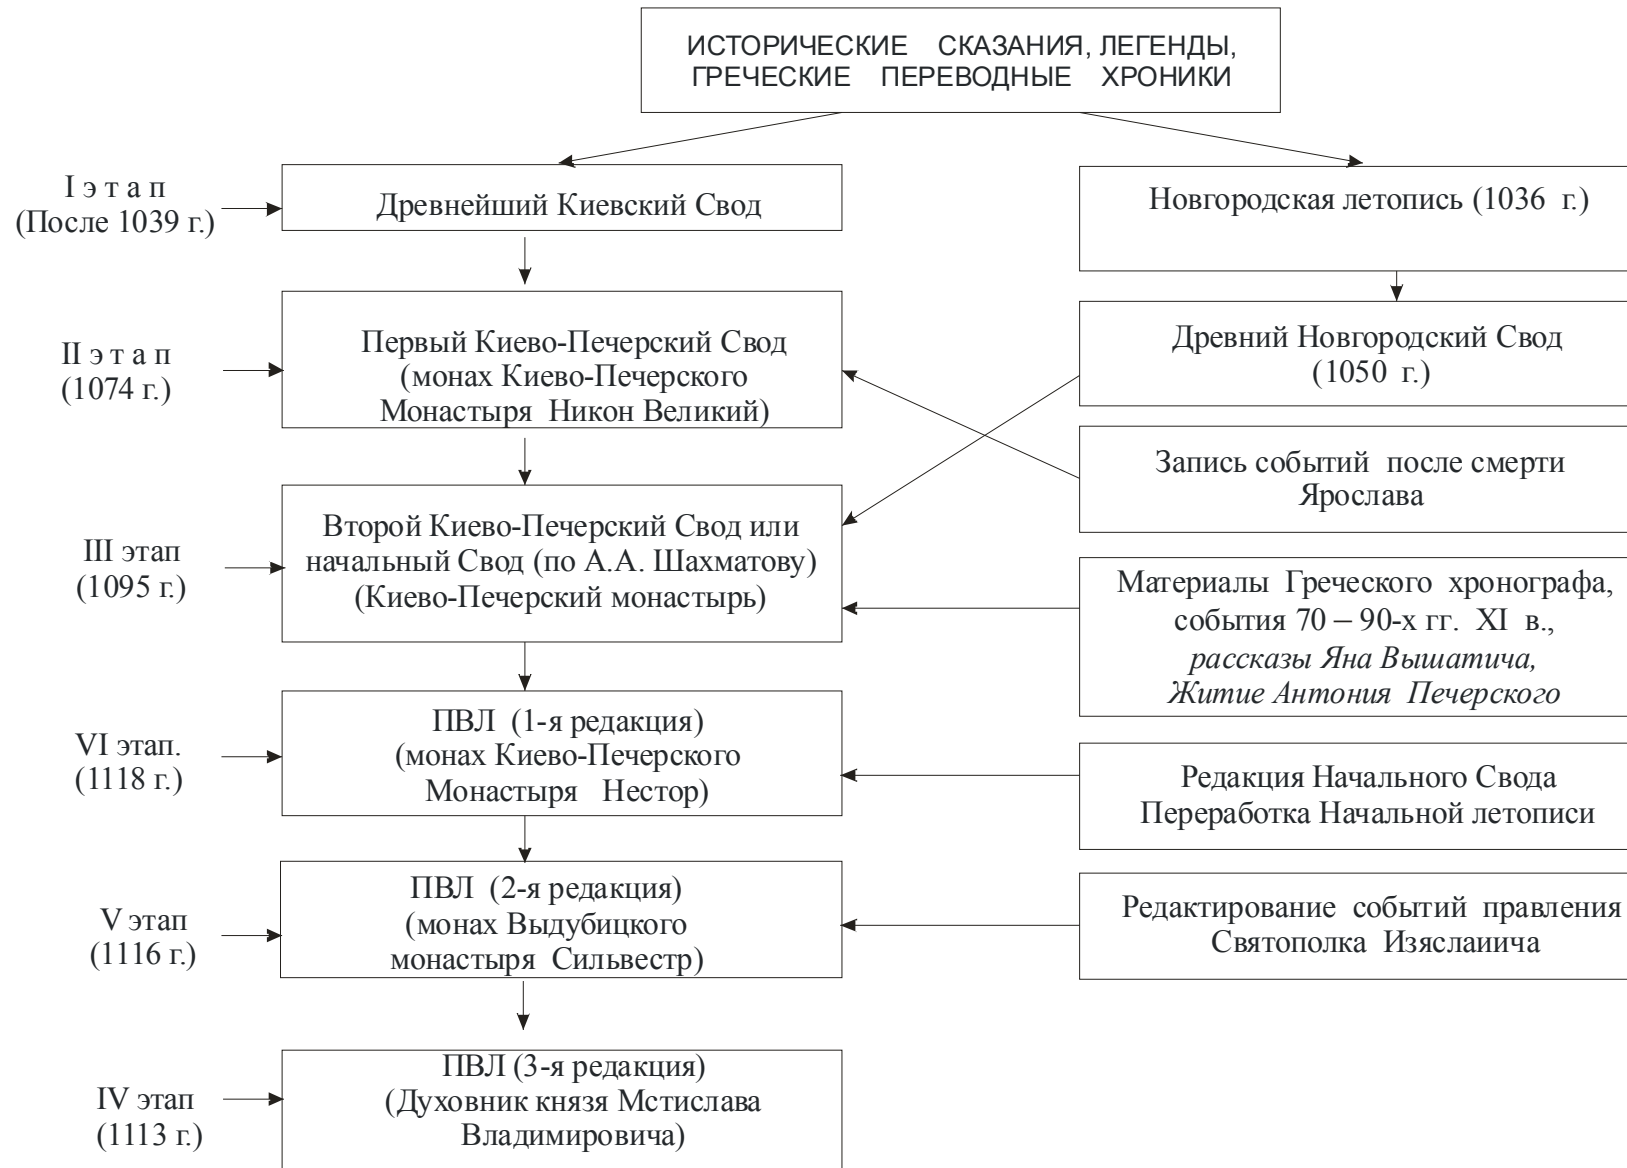 ИСТОРИЧЕСКИЕ СКАЗАНИЯ, ЛЕГЕНДЫ,
ГРЕЧЕСКИЕ ПЕРЕВОДНЫЕ ХРОНИКИ
I э т а п
(После 1039 г.)
Древнейший Киевский Свод
Новгородская летопись (1036 г.)
II э т а п
(1074 г.)
Первый Киево-Печерский Свод
(монах Киево-Печерского
Монастыря Никон Великий)
Древний Новгородский Свод
(1050 г.)
Запись событий после смерти
Ярослава
III этап
(1095 г.)
Второй Киево-Печерский Свод или
начальный Свод (по А.А. Шахматову)
(Киево-Печерский монастырь)
Материалы Греческого хронографа,
события 70 – 90-х гг. XI в.,
рассказы Яна Вышатича,
Житие Антония Печерского
VI этап.
(1118 г.)
ПВЛ (1-я редакция)
(монах Киево-Печерского
Монастыря Нестор)
Редакция Начального Свода
Переработка Начальной летописи
V этап
(1116 г.)
ПВЛ (2-я редакция)
(монах Выдубицкого
монастыря Сильвестр)
Редактирование событий правления
Святополка Изяслаиича
IV этап
(1113 г.)
ПВЛ (3-я редакция)
(Духовник князя Мстислава
Владимировича)